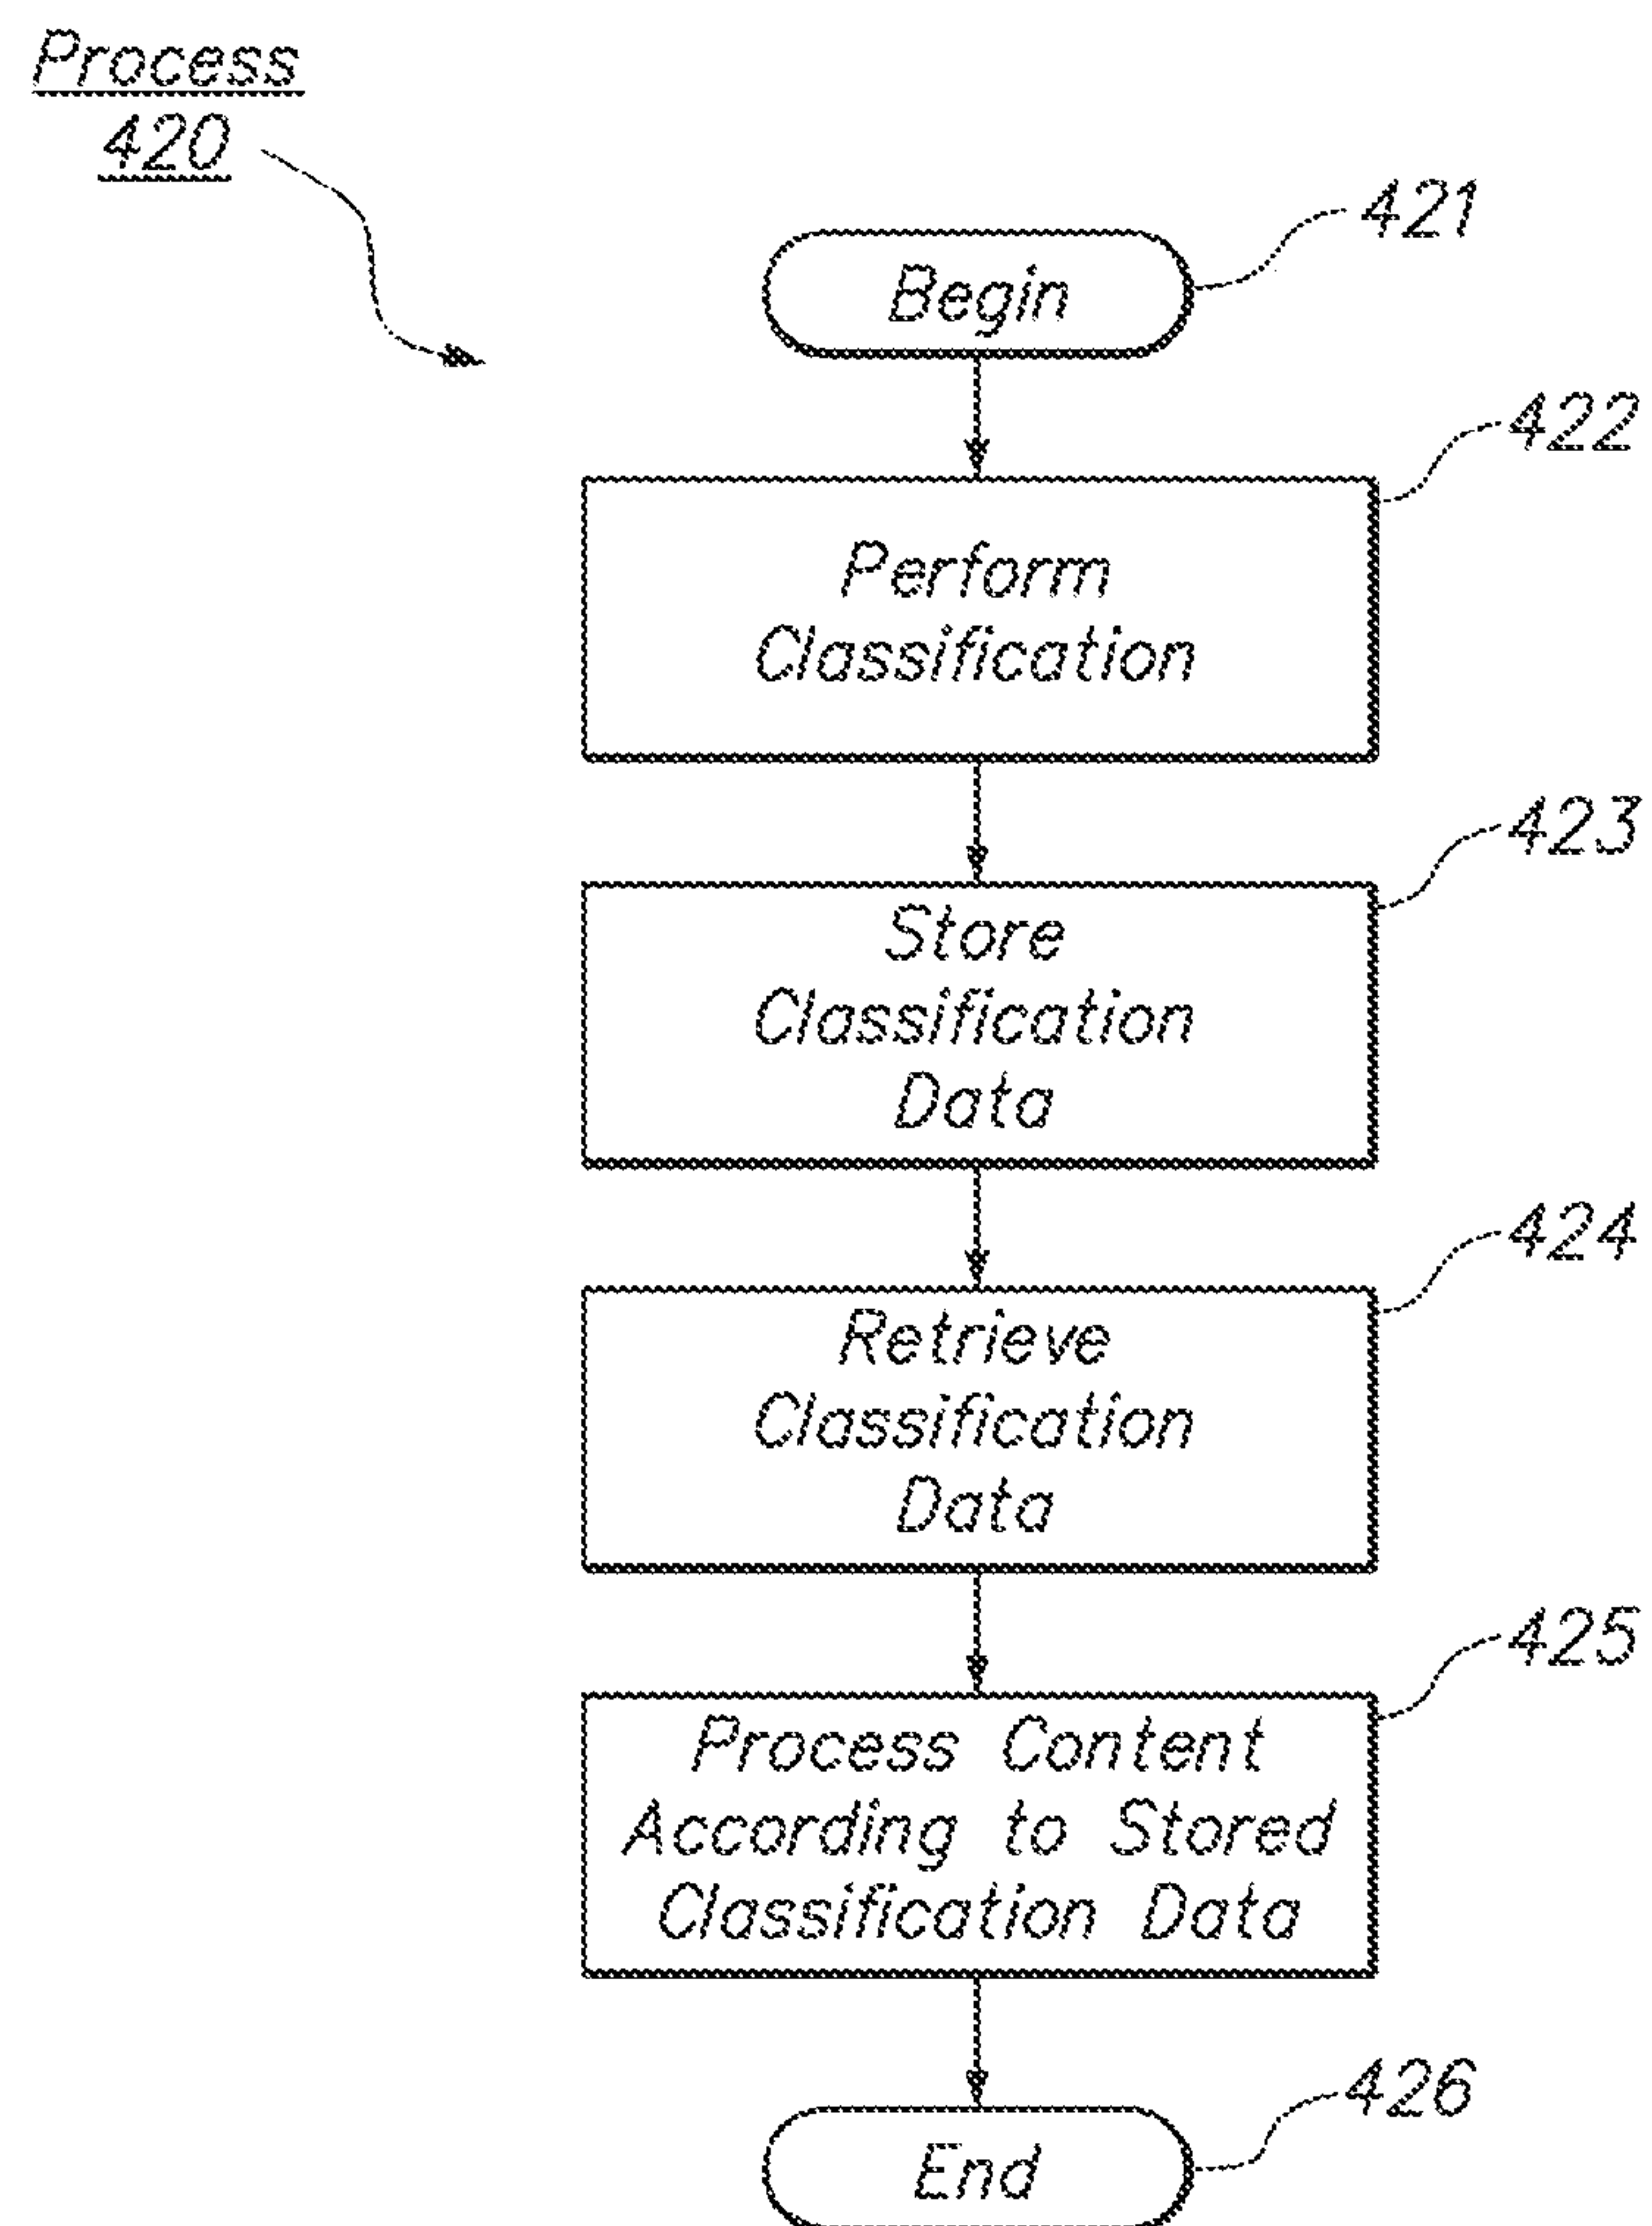 Process
420
421
Begin
422
Perform
Classification
423
Store
Classification
Data
424
Retrieve
Classification
Data
425
Process Content
According to Stored
Classification Data
426
End